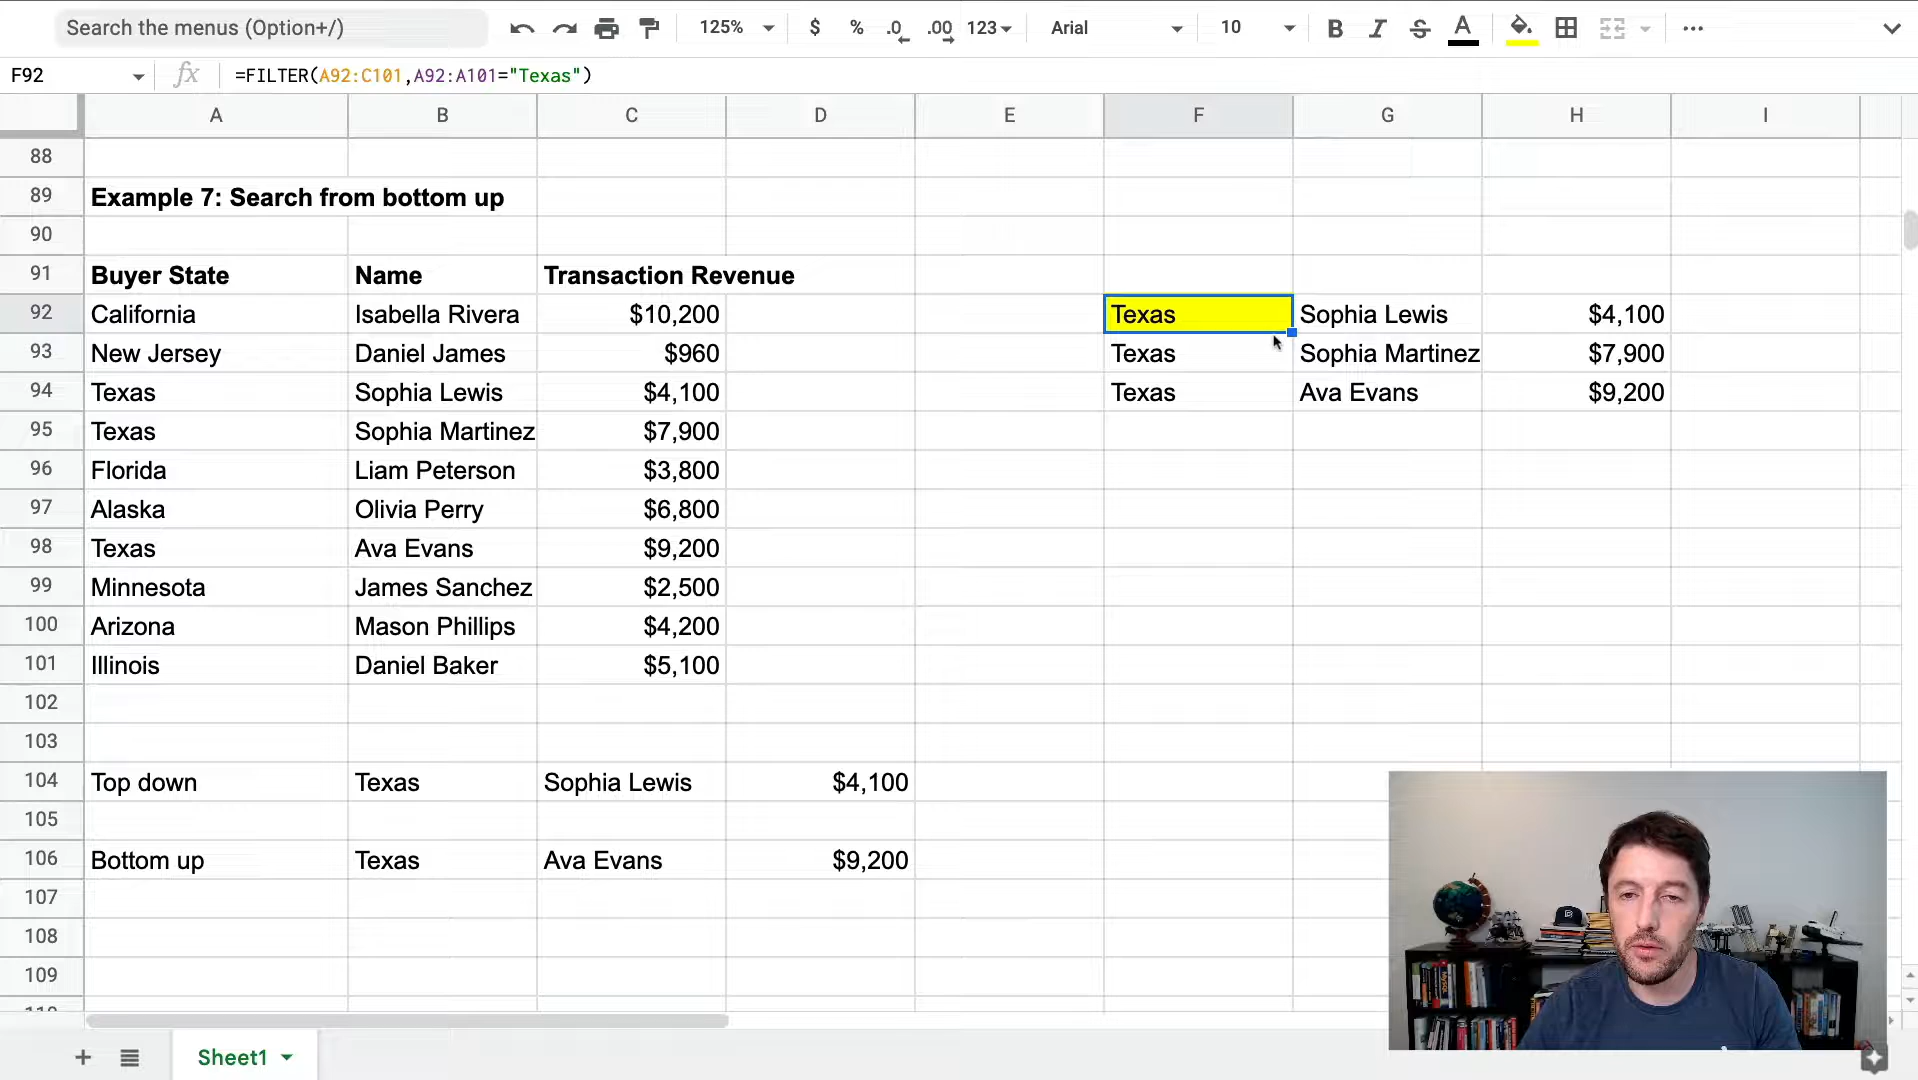 Search the menus (Option+/)
125%
$ % .0 .00 123
Arial
10
B I S A
F92
fx
=FILTER(A92:C101,A92:A101="Texas")
A B C D E F G H I
88
89 Example 7: Search from bottom up
90
91 Buyer State Name Transaction Revenue
92 California Isabella Rivera $10,200 Texas Sophia Lewis $4,100
93 New Jersey Daniel James $960 Texas Sophia Martinez $7,900
94 Texas Sophia Lewis $4,100 Texas Ava Evans $9,200
95 Texas Sophia Martinez $7,900
96 Florida Liam Peterson $3,800
97 Alaska Olivia Perry $6,800
98 Texas Ava Evans $9,200
99 Minnesota James Sanchez $2,500
100 Arizona Mason Phillips $4,200
101 Illinois Daniel Baker $5,100
102
103
104 Top down Texas Sophia Lewis $4,100
105
106 Bottom up Texas Ava Evans $9,200
107
108
109
Sheet1